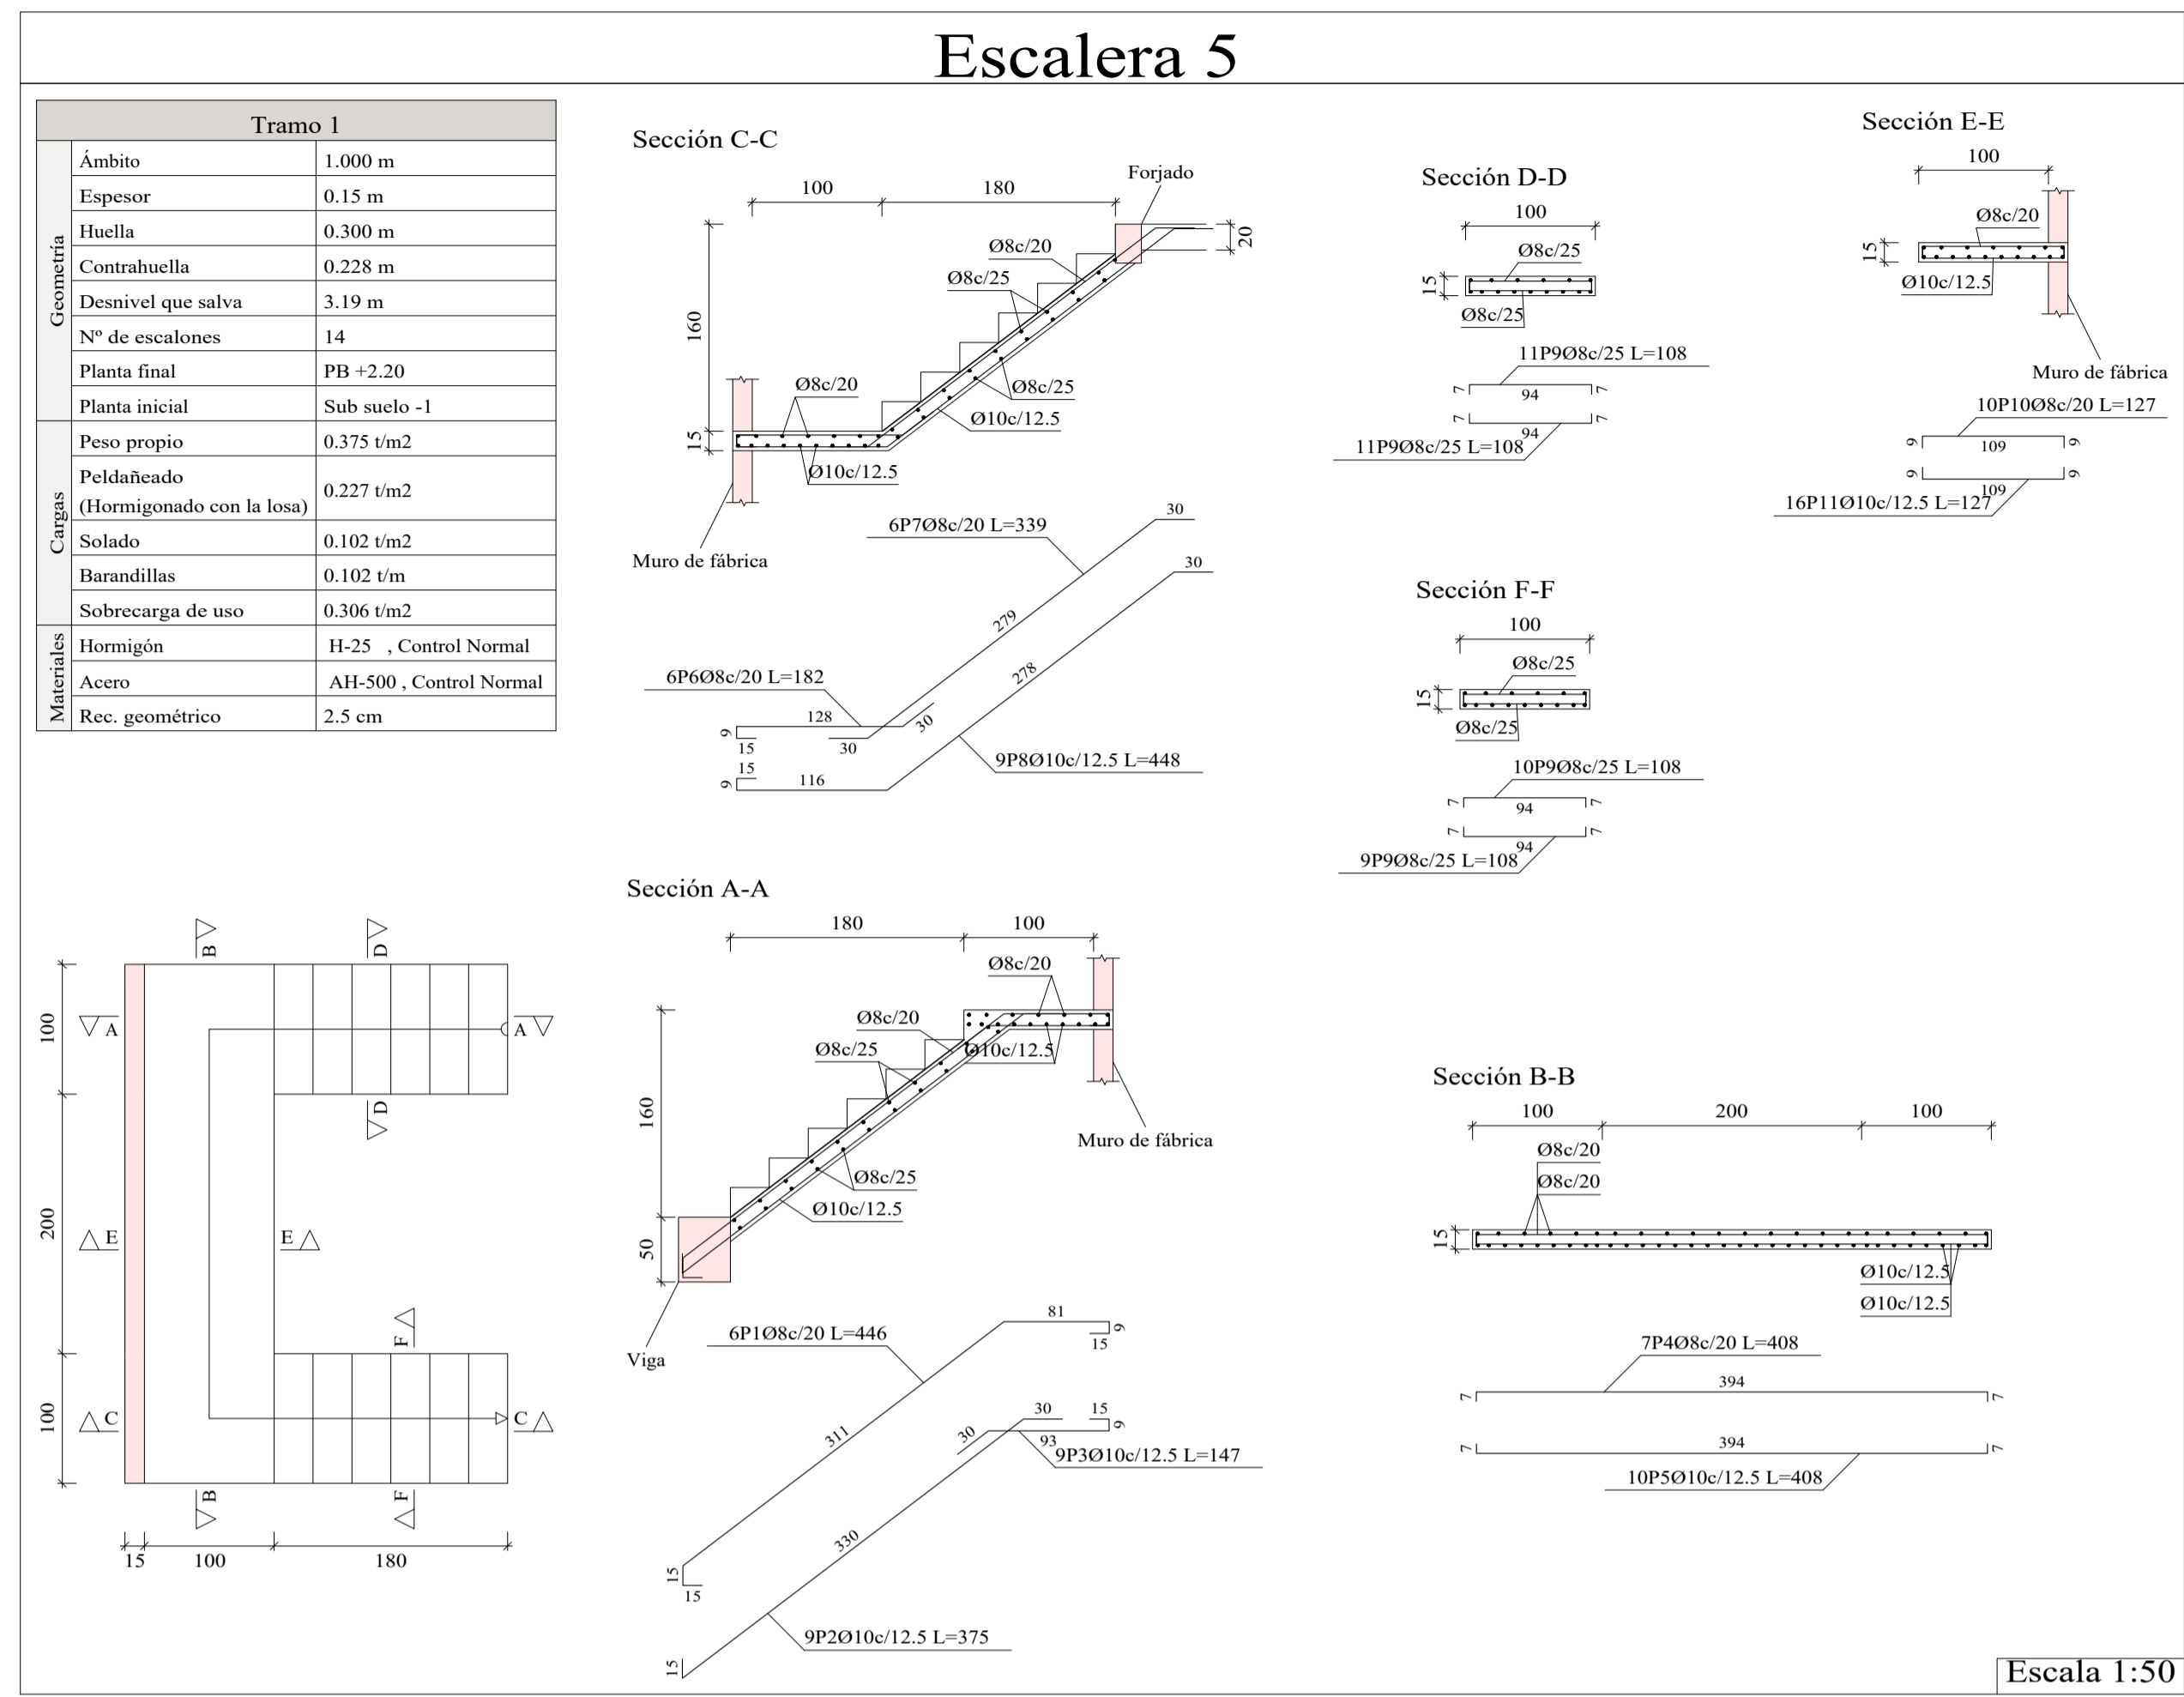 Escalera 5
Tramo 1
Geometría
Ámbito 1.000 m
Espesor 0.15 m
Huella 0.300 m
Contrahuella 0.228 m
Desnivel que salva 3.19 m
Nº de escalones 14
Planta final PB +2.20
Planta inicial Sub suelo -1
Cargas
Peso propio 0.375 t/m2
Peldañeado
(Hormigonado con la losa) 0.227 t/m2
Solado 0.102 t/m2
Barandillas 0.102 t/m
Sobrecarga de uso 0.306 t/m2
Materiales
Hormigón H-25 , Control Normal
Acero AH-500 , Control Normal
Rec. geométrico 2.5 cm
Sección C-C
100 180
Forjado
20
Ø8c/20
Ø8c/25
160
Ø8c/20
Ø8c/25
Ø10c/12.5
15
Ø10c/12.5
Muro de fábrica
6P7Ø8c/20 L=339
30
30
279
278
6P6Ø8c/20 L=182
128
30
9
15
30
15
9
116
9P8Ø10c/12.5 L=448
Sección D-D
100
Ø8c/25
15
Ø8c/25
11P9Ø8c/25 L=108
7 94 7
7 94 7
11P9Ø8c/25 L=108
Sección E-E
100
Ø8c/20
15
Ø10c/12.5
Muro de fábrica
10P10Ø8c/20 L=127
9 109 9
9 109 9
16P11Ø10c/12.5 L=127
Sección F-F
100
Ø8c/25
15
Ø8c/25
10P9Ø8c/25 L=108
7 94 7
7 94 7
9P9Ø8c/25 L=108
B D
100
A A
D
200
E E
F
100
C C
B F
15 100 180
Sección A-A
180 100
Ø8c/20
Ø8c/20
Ø8c/25
Ø10c/12.5
160
Muro de fábrica
Ø8c/25
Ø10c/12.5
50
Viga
6P1Ø8c/20 L=446
81
9
15
311
30 15
9
30
93
9P3Ø10c/12.5 L=147
330
15
15
9P2Ø10c/12.5 L=375
15
Sección B-B
100 200 100
Ø8c/20
Ø8c/20
15
Ø10c/12.5
Ø10c/12.5
7P4Ø8c/20 L=408
7 394 7
7 394 7
10P5Ø10c/12.5 L=408
Escala 1:50